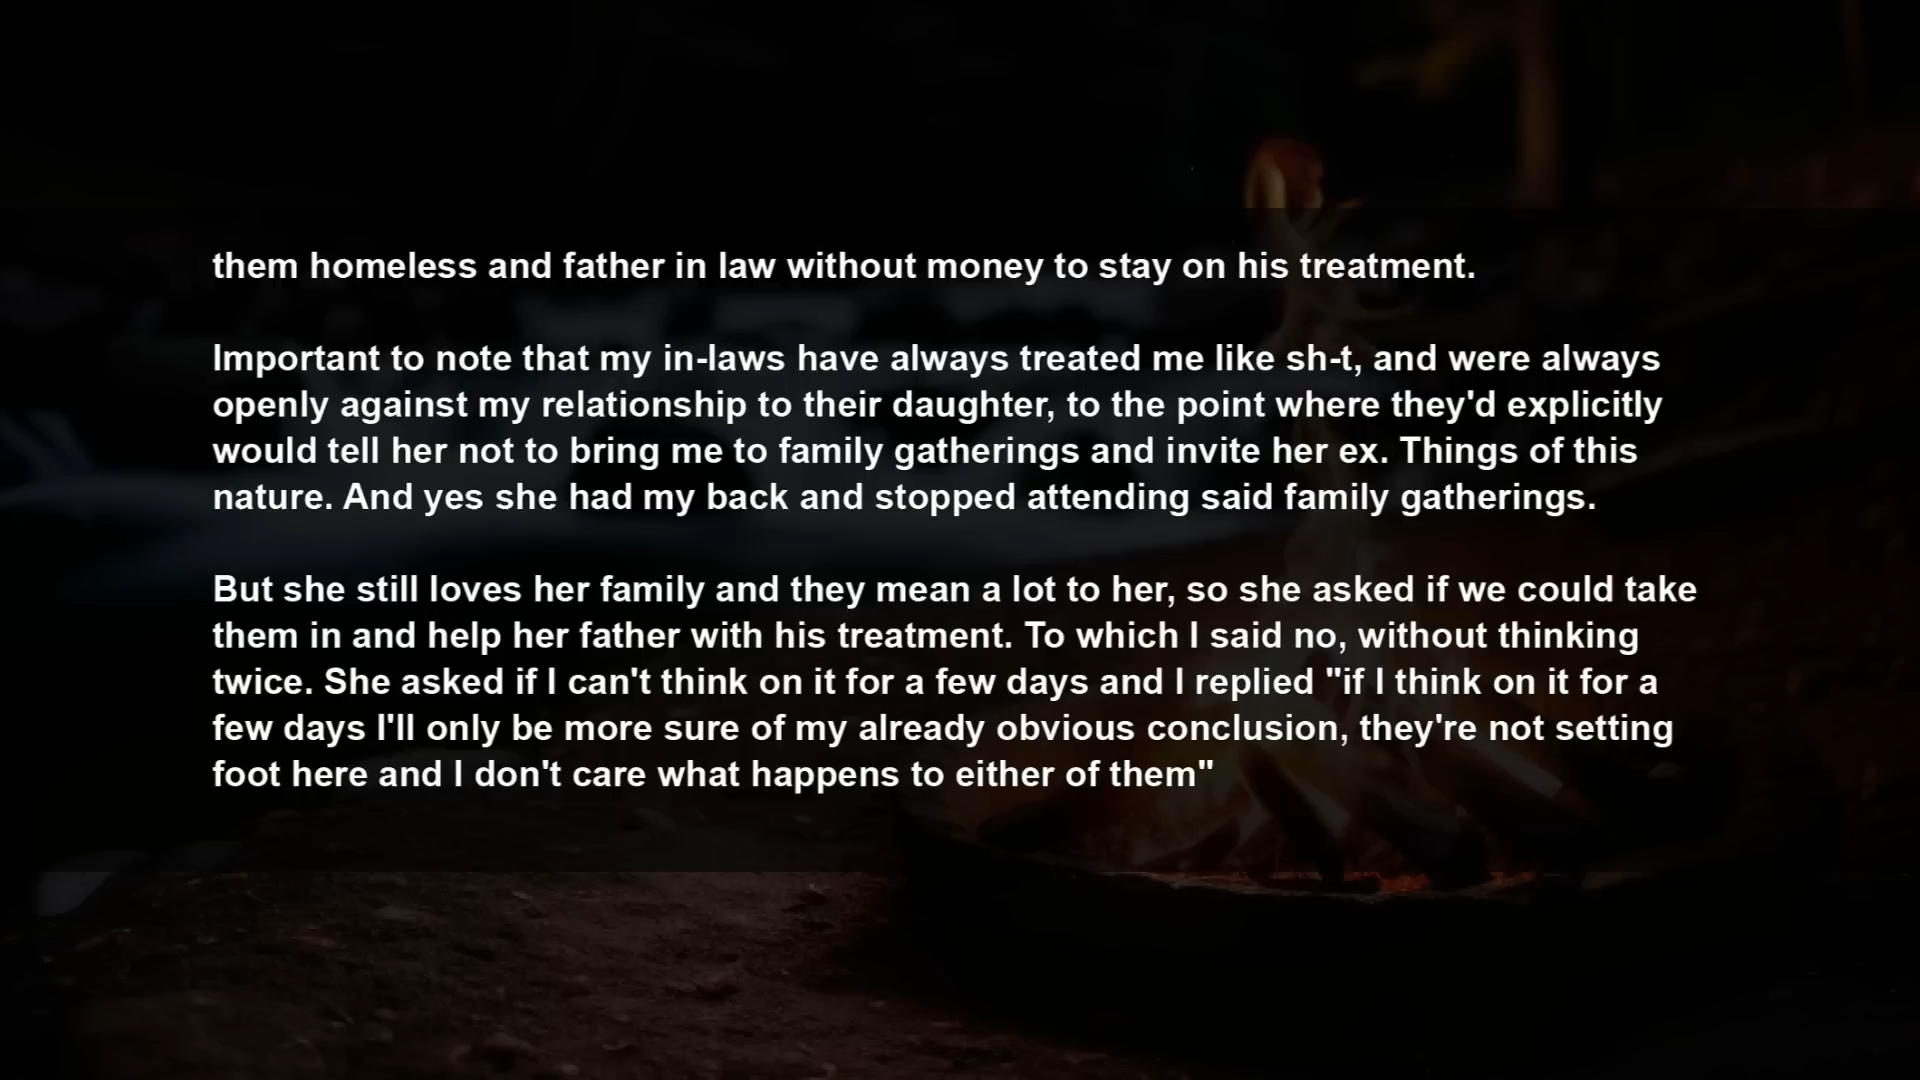 them homeless and father in law without money to stay on his treatment.
Important to note that my in-laws have always treated me like sh-t, and were always
openly against my relationship to their daughter, to the point where they'd explicitly
would tell her not to bring me to family gatherings and invite her ex. Things of this
nature. And yes she had my back and stopped attending said family gatherings.
But she still loves her family and they mean a lot to her, so she asked if we could take
them in and help her father with his treatment. To which I said no, without thinking
twice. She asked if I can't think on it for a few days and I replied "if I think on it for a
few days I'll only be more sure of my already obvious conclusion, they're not setting
foot here and I don't care what happens to either of them"